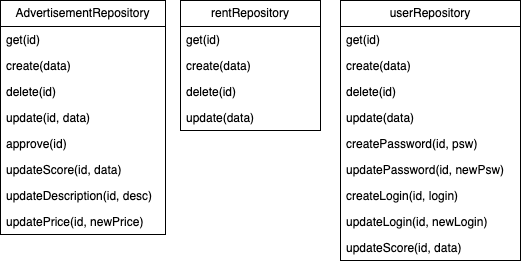 AdvertisementRepository
get(id)
create(data)
delete(id)
update(id, data)
approve(id)
updateScore(id, data)
updateDescription(id, desc)
updatePrice(id, newPrice)
rentRepository
get(id)
create(data)
delete(id)
update(data)
userRepository
get(id)
create(data)
delete(id)
update(data)
createPassword(id, psw)
updatePassword(id, newPsw)
createLogin(id, login)
updateLogin(id, newLogin)
updateScore(id, data)